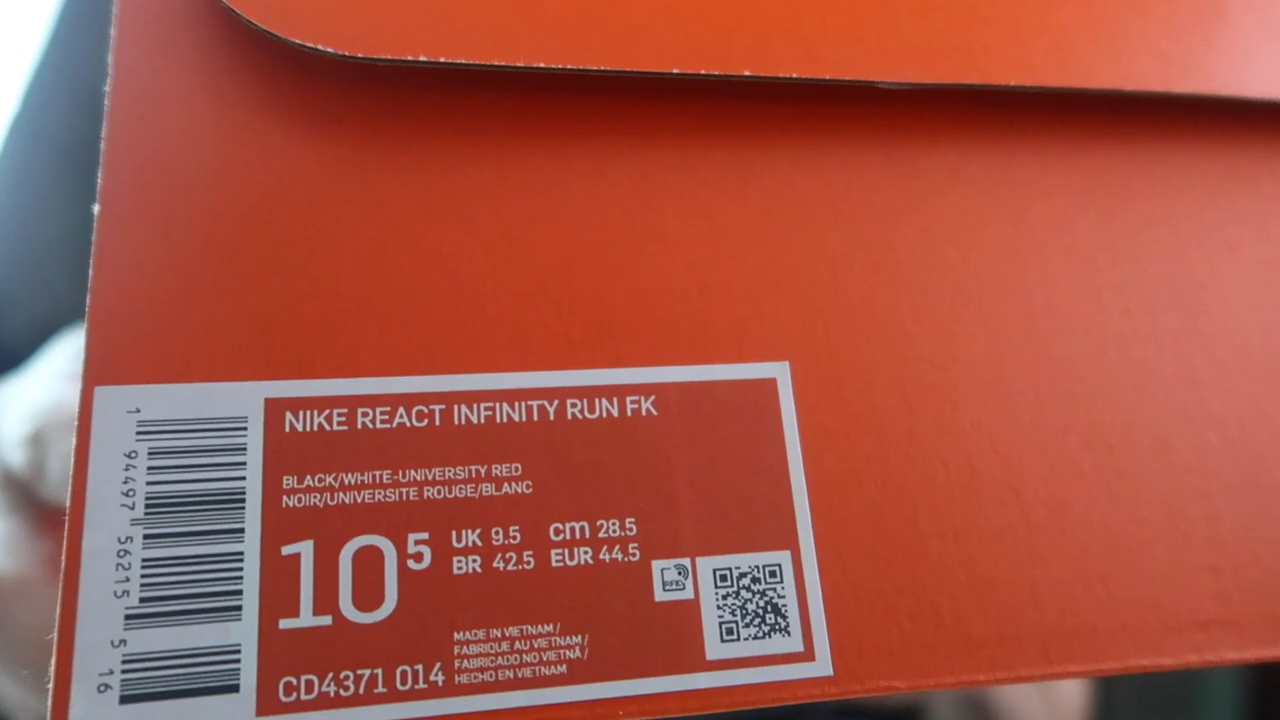 NIKE REACT INFINITY RUN FK
BLACK/WHITE-UNIVERSITY RED
NOIR/UNIVERSITE ROUGE/BLANC
10 5
UK 9.5 cm 28.5
BR 42.5 EUR 44.5
RFID
MADE IN VIETNAM /
FABRIQUE AU VIETNAM /
FABRICADO NO VIETNÃ /
HECHO EN VIETNAM
CD4371 014
1 94497 56215 5 16